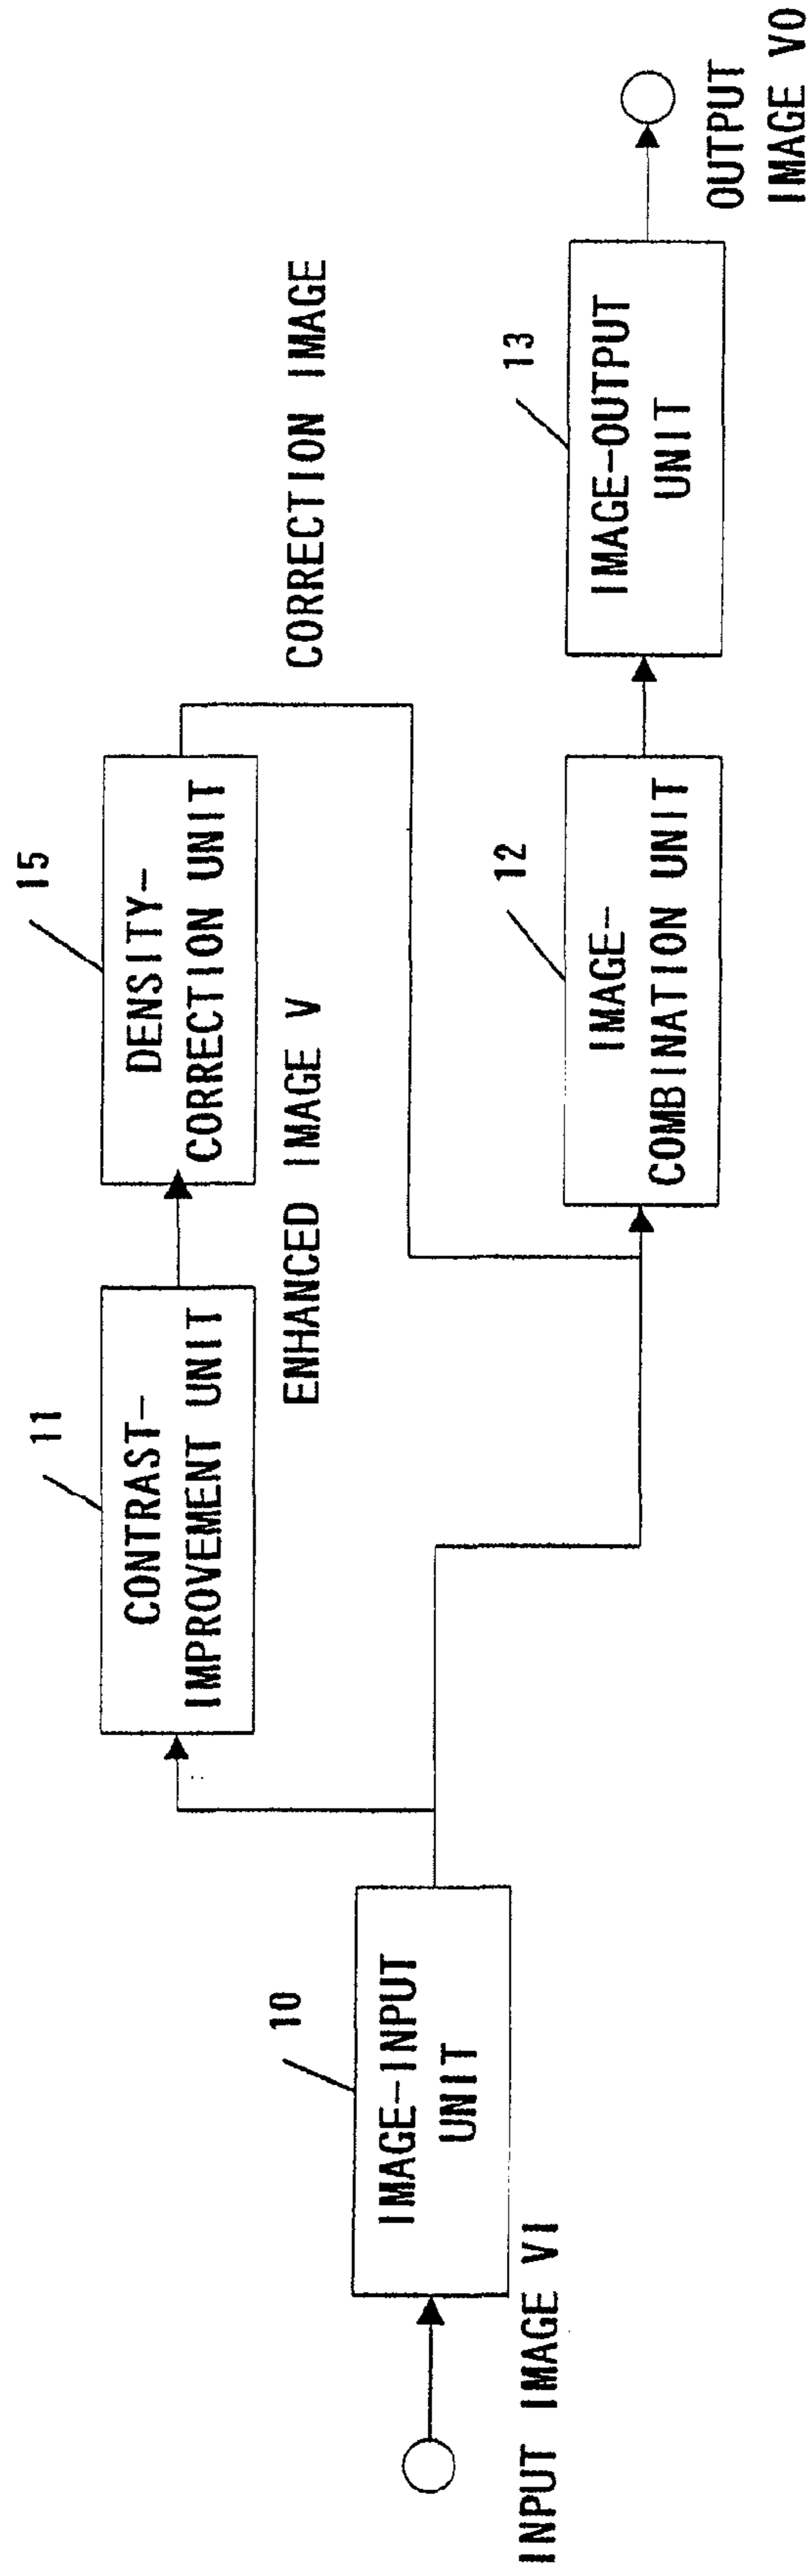 INPUT IMAGE VI
10
IMAGE-INPUT
UNIT
11
CONTRAST-
IMPROVEMENT UNIT
ENHANCED IMAGE V
15
DENSITY-
CORRECTION UNIT
CORRECTION IMAGE
12
IMAGE-
COMBINATION UNIT
13
IMAGE-OUTPUT
UNIT
OUTPUT
IMAGE VO